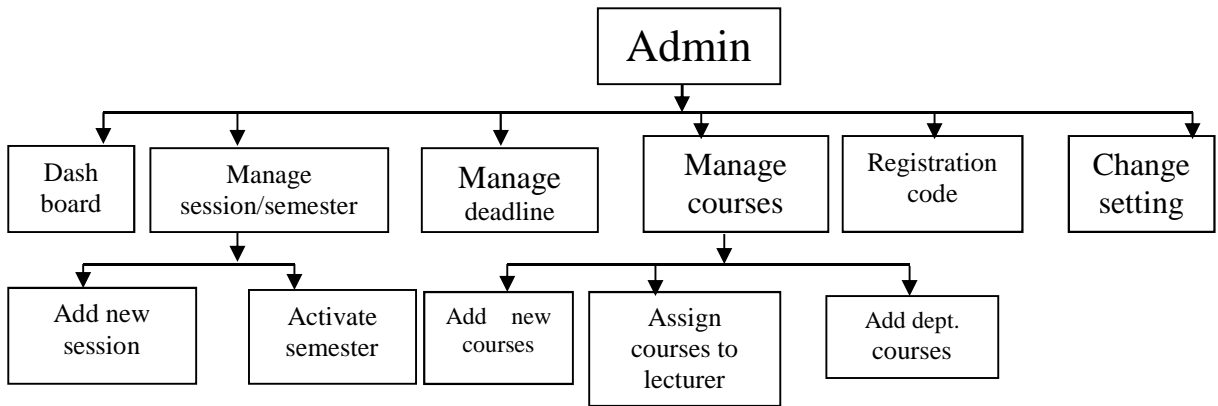 Admin
Dash
board
Manage
session/semester
Manage
deadline
Manage
courses
Registration
code
Change
setting
Add new
session
Activate
semester
Add new
courses
Assign
courses to
lecturer
Add dept.
courses